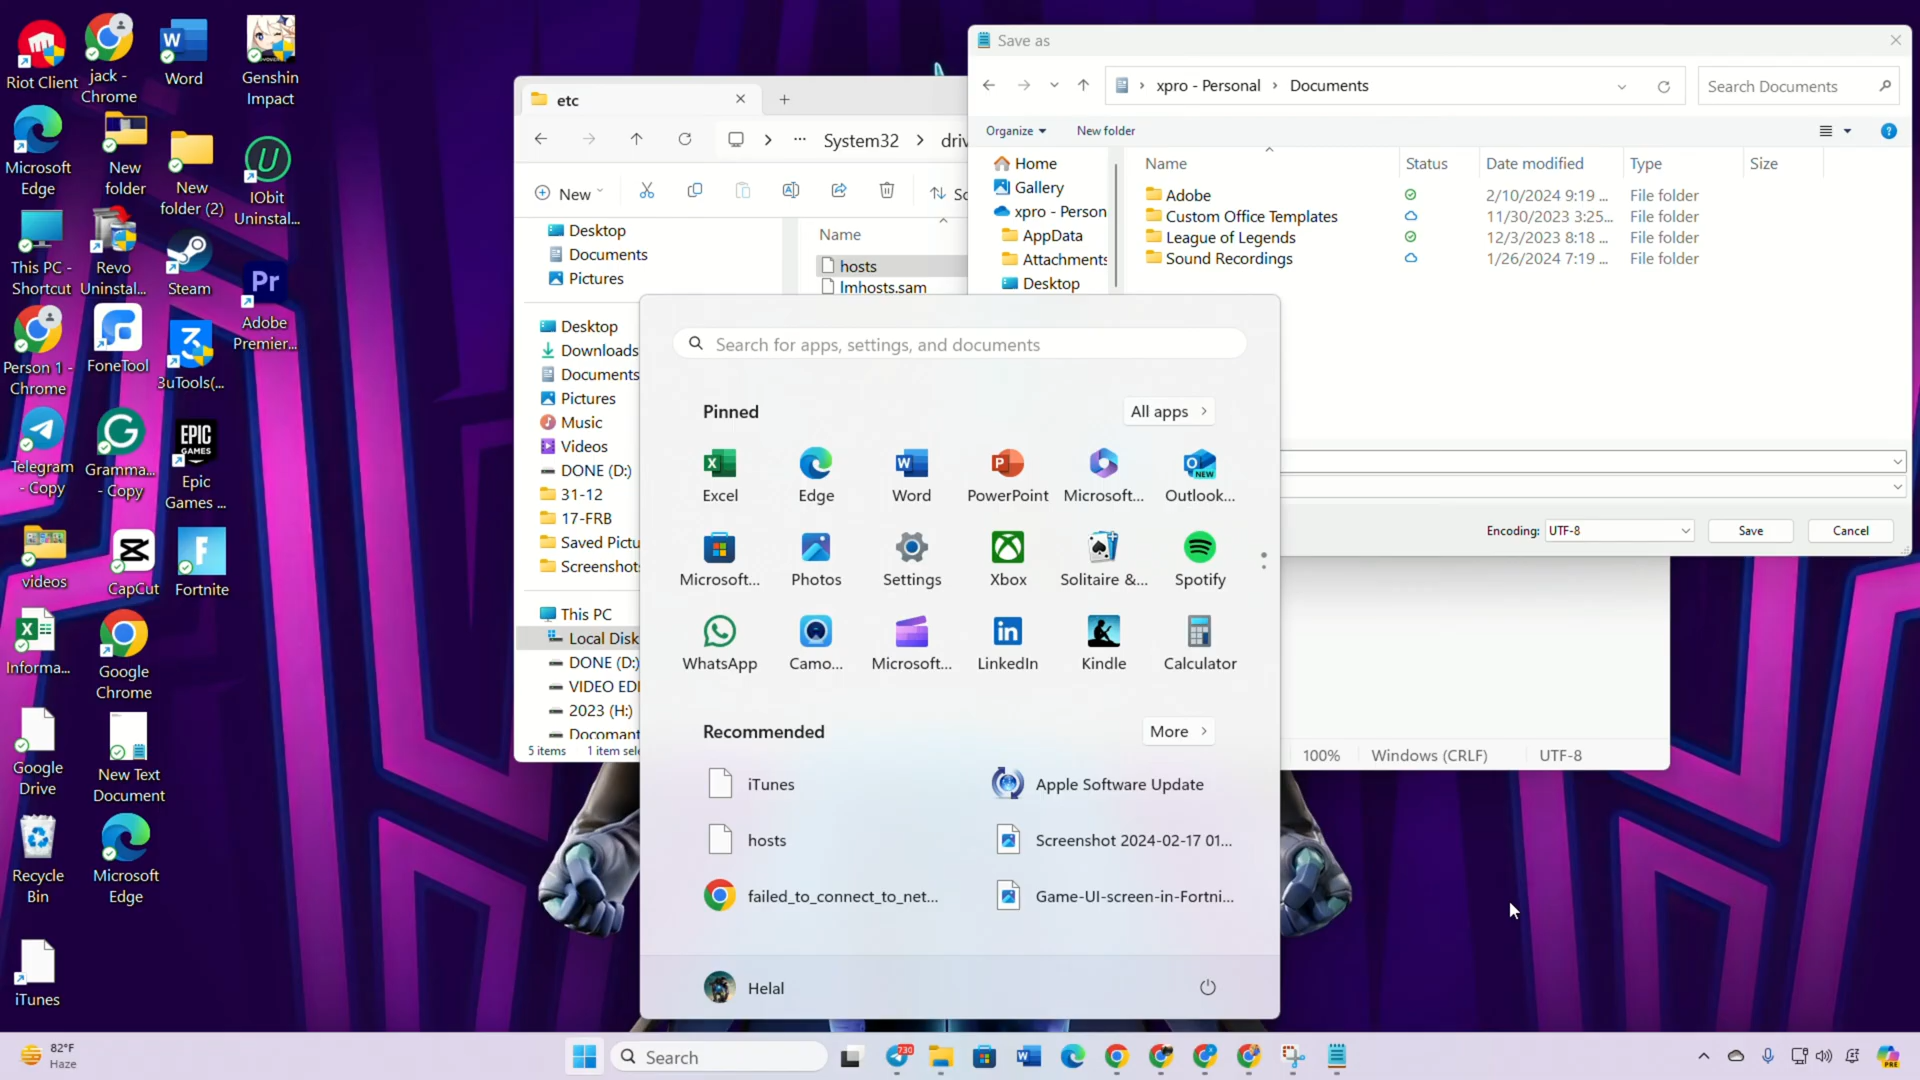 Riot Client
jack -
Chrome
Word
Genshin
Impact
Microsoft
Edge
New
folder
New
folder (2)
IObit
Uninstal...
This PC -
Shortcut
Revo
Uninstal...
Steam
Pr
Adobe
Premier...
Person 1 -
Chrome
FoneTool
3uTools(...
Telegram
- Copy
Gramma...
- Copy
EPIC
GAMES
Epic
Games ...
videos
CapCut
Fortnite
Informa...
Google
Chrome
Google
Drive
New Text
Document
Recycle
Bin
Microsoft
Edge
iTunes
etc
System32
driv
New
Sc
Desktop
Documents
Pictures
Desktop
Downloads
Documents
Pictures
Music
Videos
DONE (D:)
31-12
17-FRB
Saved Pictu
Screenshots
This PC
Local Disk
DONE (D:)
VIDEO EDI
2023 (H:)
Docomant
5 items
1 item sele
Name
hosts
lmhosts.sam
Save as
xpro - Personal
Documents
Search Documents
Organize
New folder
Home
Gallery
xpro - Person
AppData
Attachments
Desktop
Name
Status
Date modified
Type
Size
Adobe
2/10/2024 9:19 ...
File folder
Custom Office Templates
11/30/2023 3:25...
File folder
League of Legends
12/3/2023 8:18 ...
File folder
Sound Recordings
1/26/2024 7:19 ...
File folder
Encoding:
UTF-8
Save
Cancel
Search for apps, settings, and documents
Pinned
All apps
Excel
Edge
Word
PowerPoint
Microsoft...
Outlook...
Microsoft...
Photos
Settings
Xbox
Solitaire &...
Spotify
WhatsApp
Camo...
Microsoft...
LinkedIn
Kindle
Calculator
Recommended
More
iTunes
Apple Software Update
hosts
Screenshot 2024-02-17 01...
failed_to_connect_to_net...
Game-UI-screen-in-Fortni...
Helal
100%
Windows (CRLF)
UTF-8
82°F
Haze
Search
730
PRE